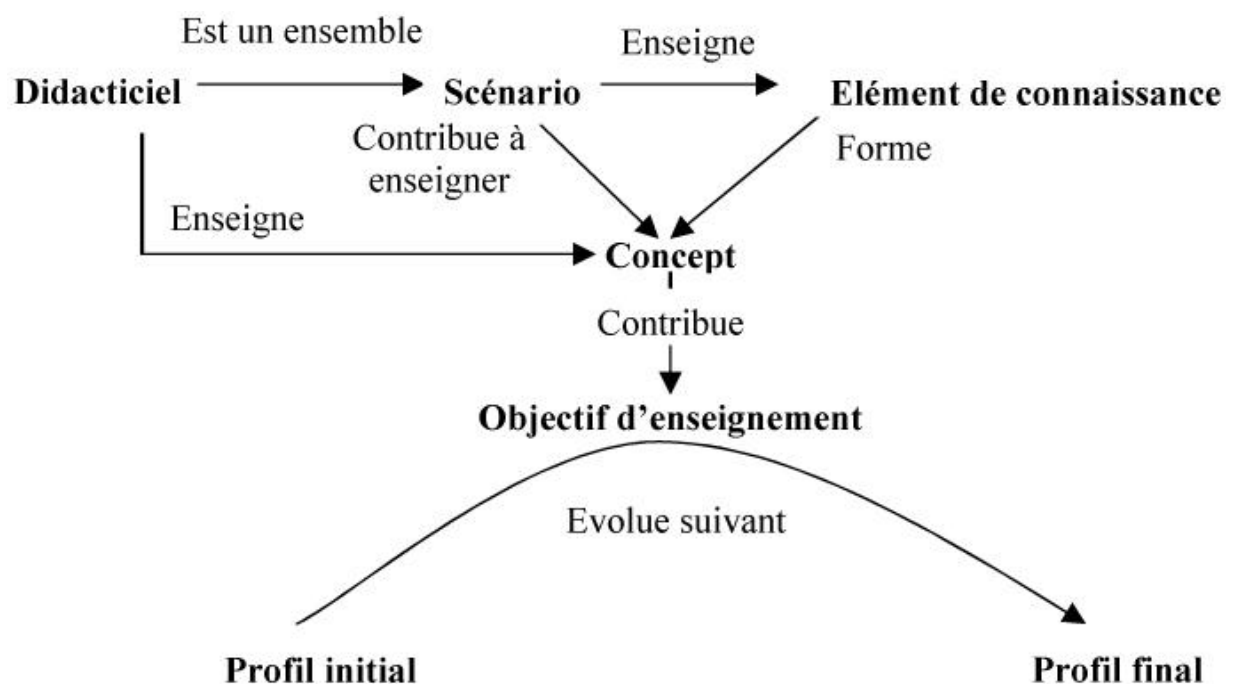 Est un ensemble
Enseigne
Didacticiel
Scénario
Elément de connaissance
Contribue à
enseigner
Forme
Enseigne
Concept
Contribue
Objectif d’enseignement
Evolue suivant
Profil initial
Profil final